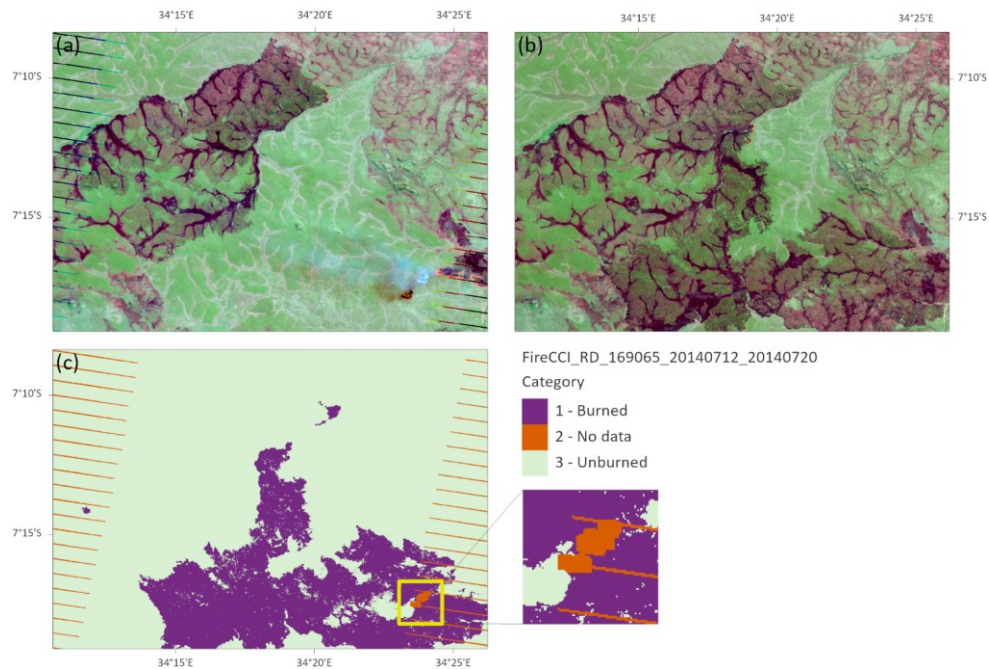 34°15'E 34°20'E 34°25'E 34°15'E 34°20'E 34°25'E
(a) (b)
7°10'S 7°10'S
7°15'S 7°15'S
(c)
FireCCI_RD_169065_20140712_20140720
Category
7°10'S
1 - Burned
2 - No data
3 - Unburned
7°15'S
34°15'E 34°20'E 34°25'E